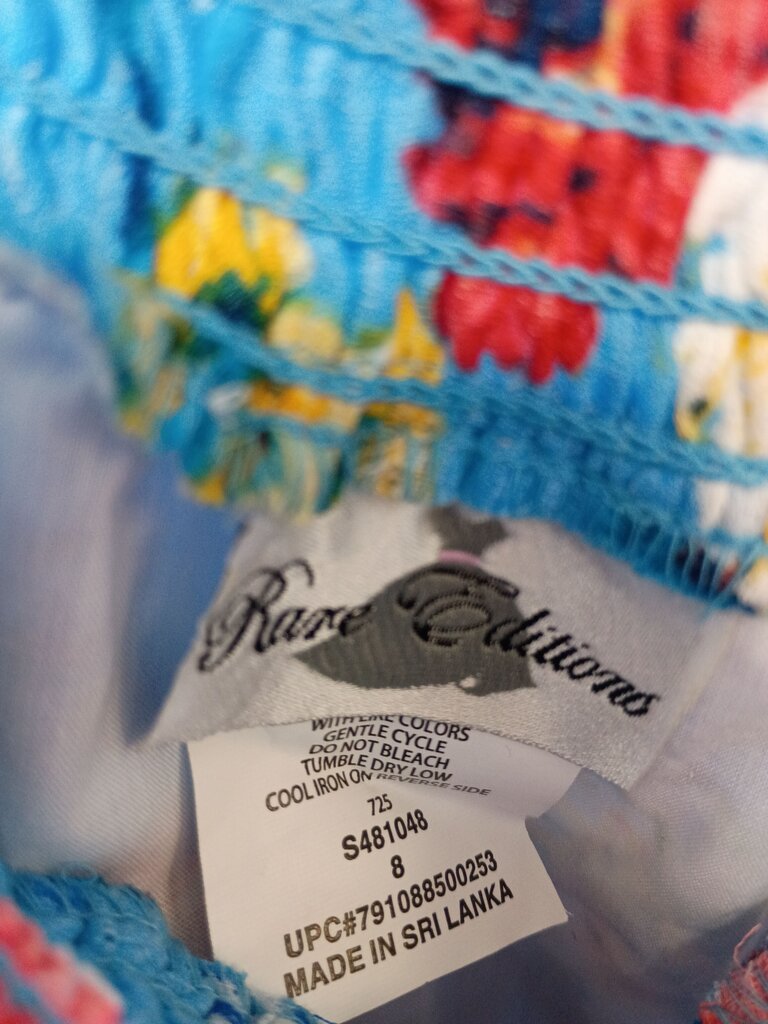 Rare Editions
WITH LIKE COLORS
GENTLE CYCLE
DO NOT BLEACH
TUMBLE DRY LOW
COOL IRON ON REVERSE SIDE
725
S481048
8
UPC#791088500253
MADE IN SRI LANKA